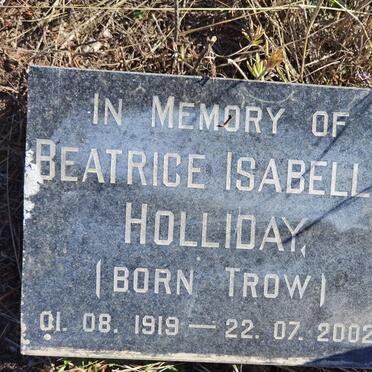 IN MEMORY OF
BEATRICE ISABELL
HOLLIDAY,
(BORN TROW)
01. 08. 1919 — 22. 07. 2002